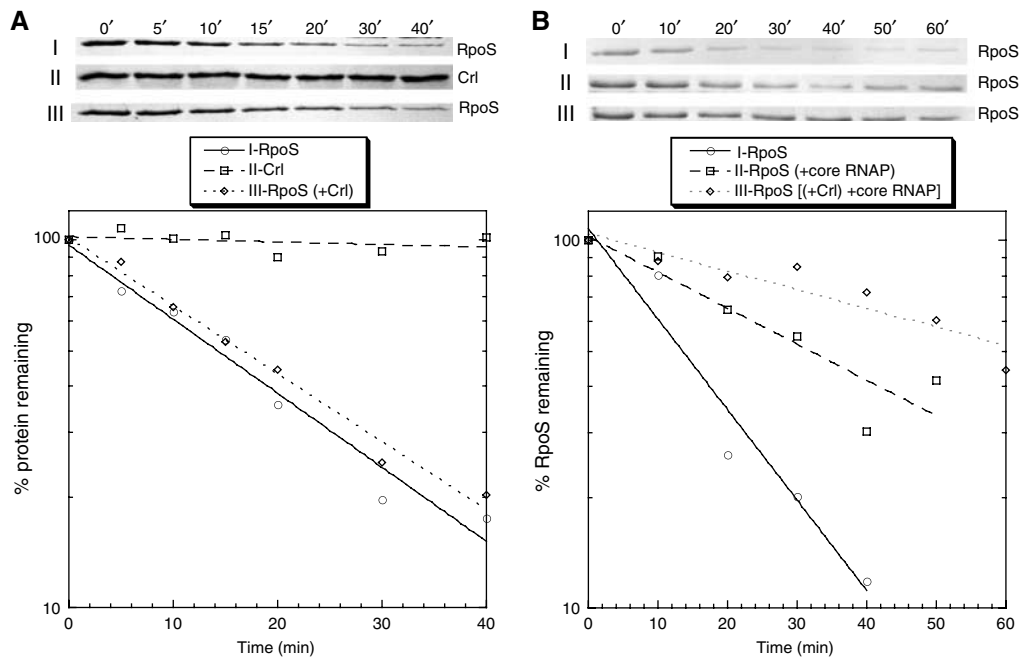 A
0′ 5′ 10′ 15′ 20′ 30′ 40′
I RpoS
II Crl
III RpoS
I-RpoS
II-Crl
III-RpoS (+Crl)
100
10
% protein remaining
0 10 20 30 40
Time (min)
B
0′ 10′ 20′ 30′ 40′ 50′ 60′
I RpoS
II RpoS
III RpoS
I-RpoS
II-RpoS (+core RNAP)
III-RpoS [(+Crl) +core RNAP]
100
10
% RpoS remaining
0 10 20 30 40 50 60
Time (min)